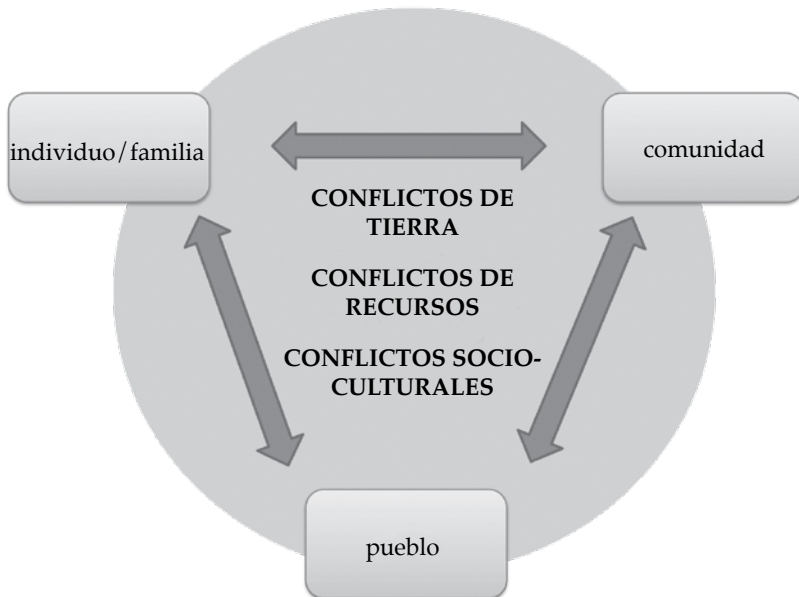 individuo/familia
comunidad
CONFLICTOS DE
TIERRA
CONFLICTOS DE
RECURSOS
CONFLICTOS SOCIO-
CULTURALES
pueblo